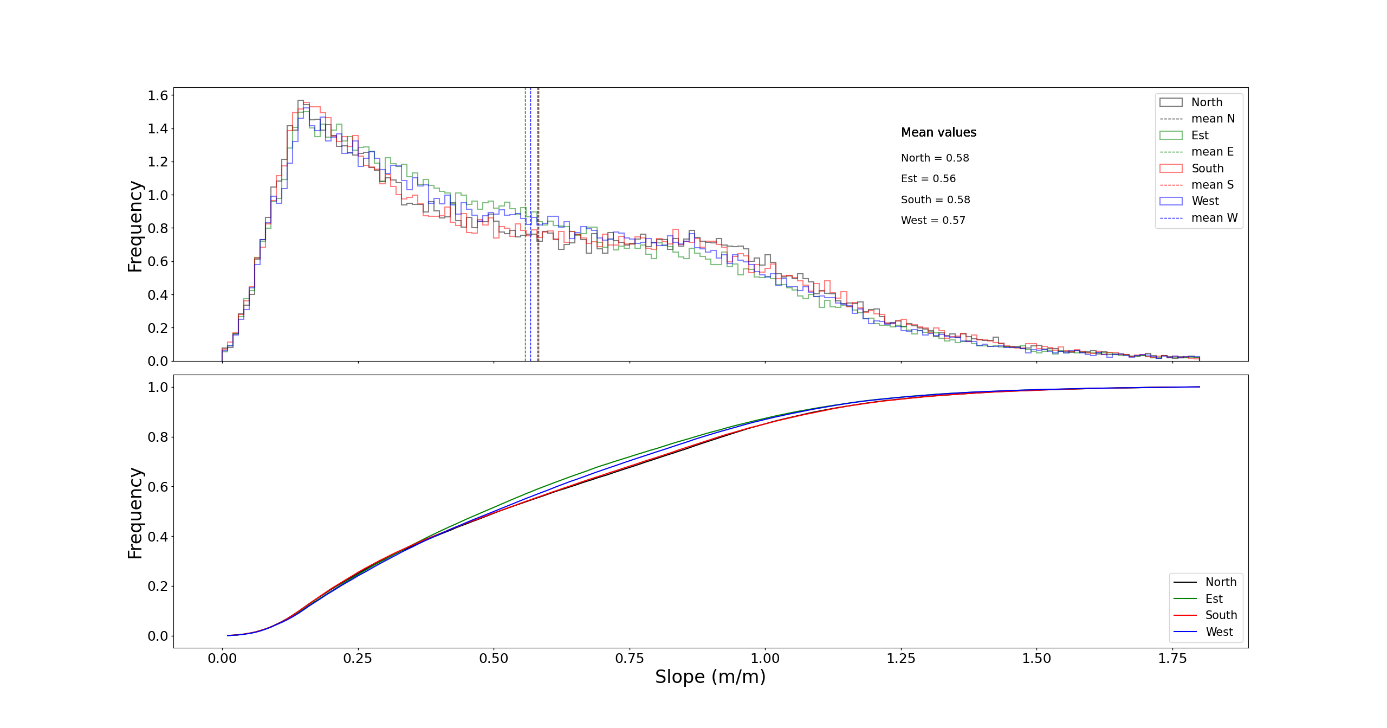 1.6
1.4
1.2
1.0
0.8
0.6
0.4
0.2
0.0
Frequency
Mean values
North = 0.58
Est = 0.56
South = 0.58
West = 0.57
North
mean N
Est
mean E
South
mean S
West
mean W
1.0
0.8
0.6
0.4
0.2
0.0
Frequency
North
Est
South
West
0.00 0.25 0.50 0.75 1.00 1.25 1.50 1.75
Slope (m/m)